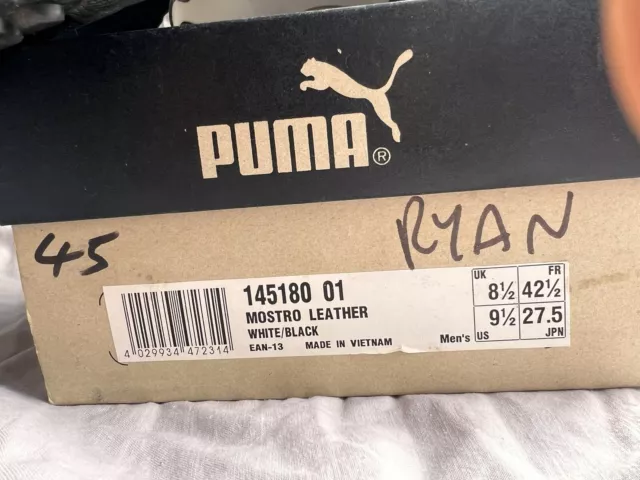 PUMA®
45
RYAN
145180 01
MOSTRO LEATHER
WHITE/BLACK
EAN-13 MADE IN VIETNAM
4 029934 472314
Men's
UK FR
8½ 42½
9½ 27.5
US JPN